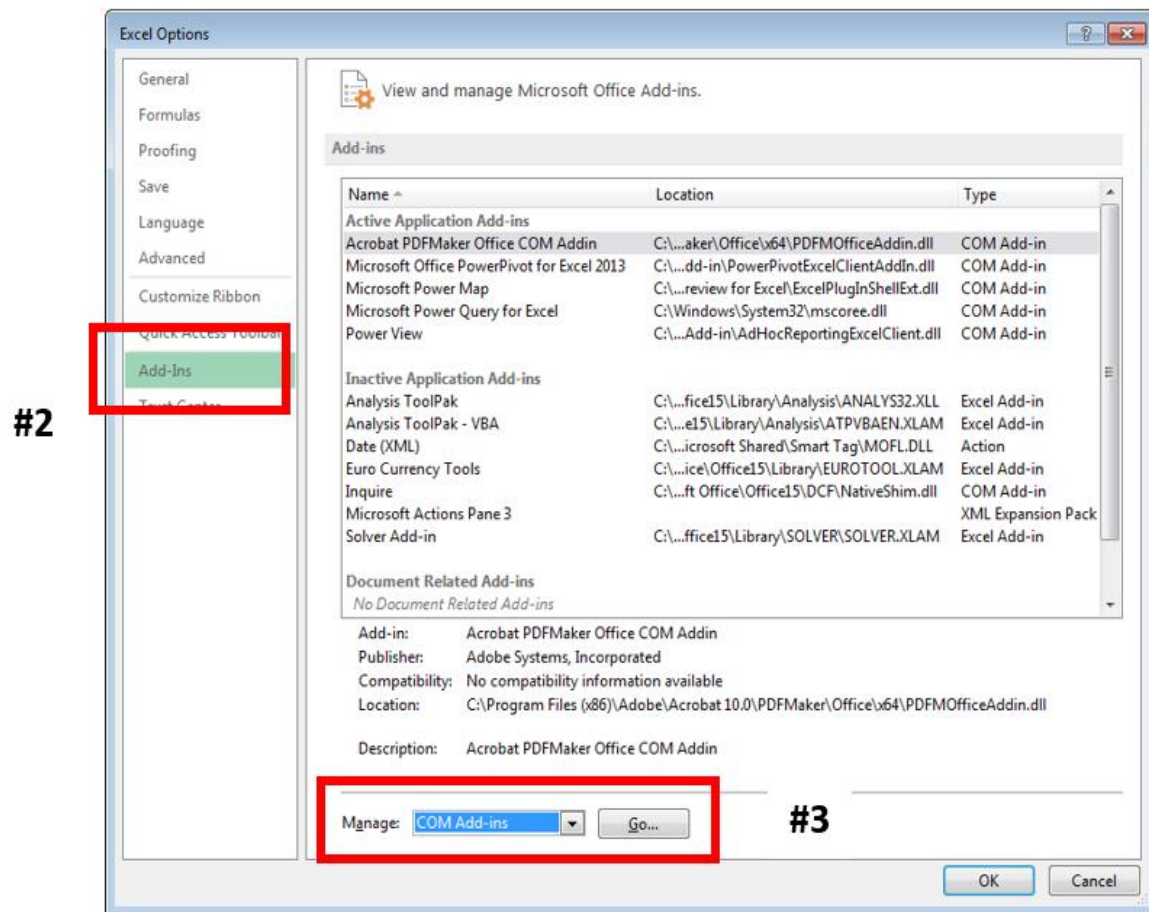 Excel Options
General
Formulas
Proofing
Save
Language
Advanced
Customize Ribbon
Quick Access Toolbar
Add-Ins
Trust Center
#2
View and manage Microsoft Office Add-ins.
Add-ins
Name Location Type
Active Application Add-ins
Acrobat PDFMaker Office COM Addin C:\...aker\Office\x64\PDFMOfficeAddin.dll COM Add-in
Microsoft Office PowerPivot for Excel 2013 C:\...dd-in\PowerPivotExcelClientAddIn.dll COM Add-in
Microsoft Power Map C:\...review for Excel\ExcelPlugInShellExt.dll COM Add-in
Microsoft Power Query for Excel C:\Windows\System32\mscoree.dll COM Add-in
Power View C:\...Add-in\AdHocReportingExcelClient.dll COM Add-in
Inactive Application Add-ins
Analysis ToolPak C:\...fice15\Library\Analysis\ANALYS32.XLL Excel Add-in
Analysis ToolPak - VBA C:\...e15\Library\Analysis\ATPVBAEN.XLAM Excel Add-in
Date (XML) C:\...icrosoft Shared\Smart Tag\MOFL.DLL Action
Euro Currency Tools C:\...ice\Office15\Library\EUROTOOL.XLAM Excel Add-in
Inquire C:\...ft Office\Office15\DCF\NativeShim.dll COM Add-in
Microsoft Actions Pane 3 XML Expansion Pack
Solver Add-in C:\...ffice15\Library\SOLVER\SOLVER.XLAM Excel Add-in
Document Related Add-ins
No Document Related Add-ins
Add-in: Acrobat PDFMaker Office COM Addin
Publisher: Adobe Systems, Incorporated
Compatibility: No compatibility information available
Location: C:\Program Files (x86)\Adobe\Acrobat 10.0\PDFMaker\Office\x64\PDFMOfficeAddin.dll
Description: Acrobat PDFMaker Office COM Addin
Manage: COM Add-ins Go...
#3
OK Cancel